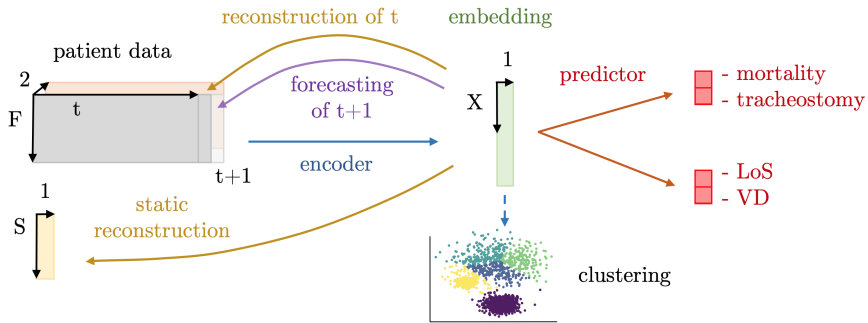 reconstruction of t
embedding
patient data
1
2
forecasting
of t+1
predictor
- mortality
- tracheostomy
t
X
F
encoder
t+1
- LoS
- VD
1
static
reconstruction
S
clustering